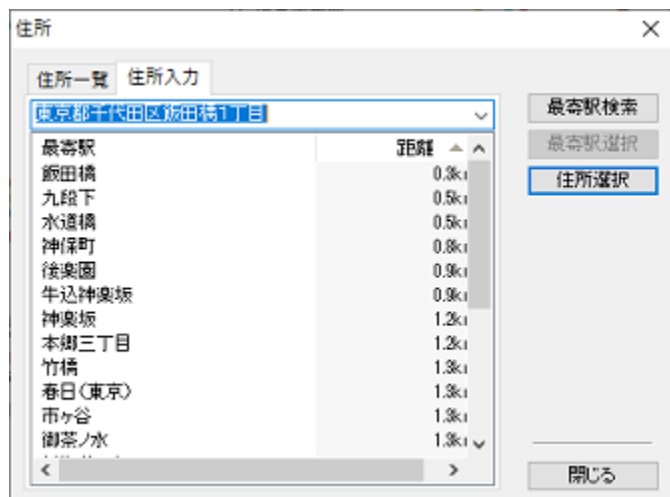 住所
住所一覧 住所入力
東京都千代田区飯田橋1丁目
最寄駅検索
最寄駅選択
住所選択
最寄駅 距離
飯田橋 0.3k
九段下 0.5k
水道橋 0.5k
神保町 0.8k
後楽園 0.9k
牛込神楽坂 0.9k
神楽坂 1.2k
本郷三丁目 1.2k
竹橋 1.3k
春日(東京) 1.3k
市ヶ谷 1.3k
御茶ノ水 1.3k
閉じる